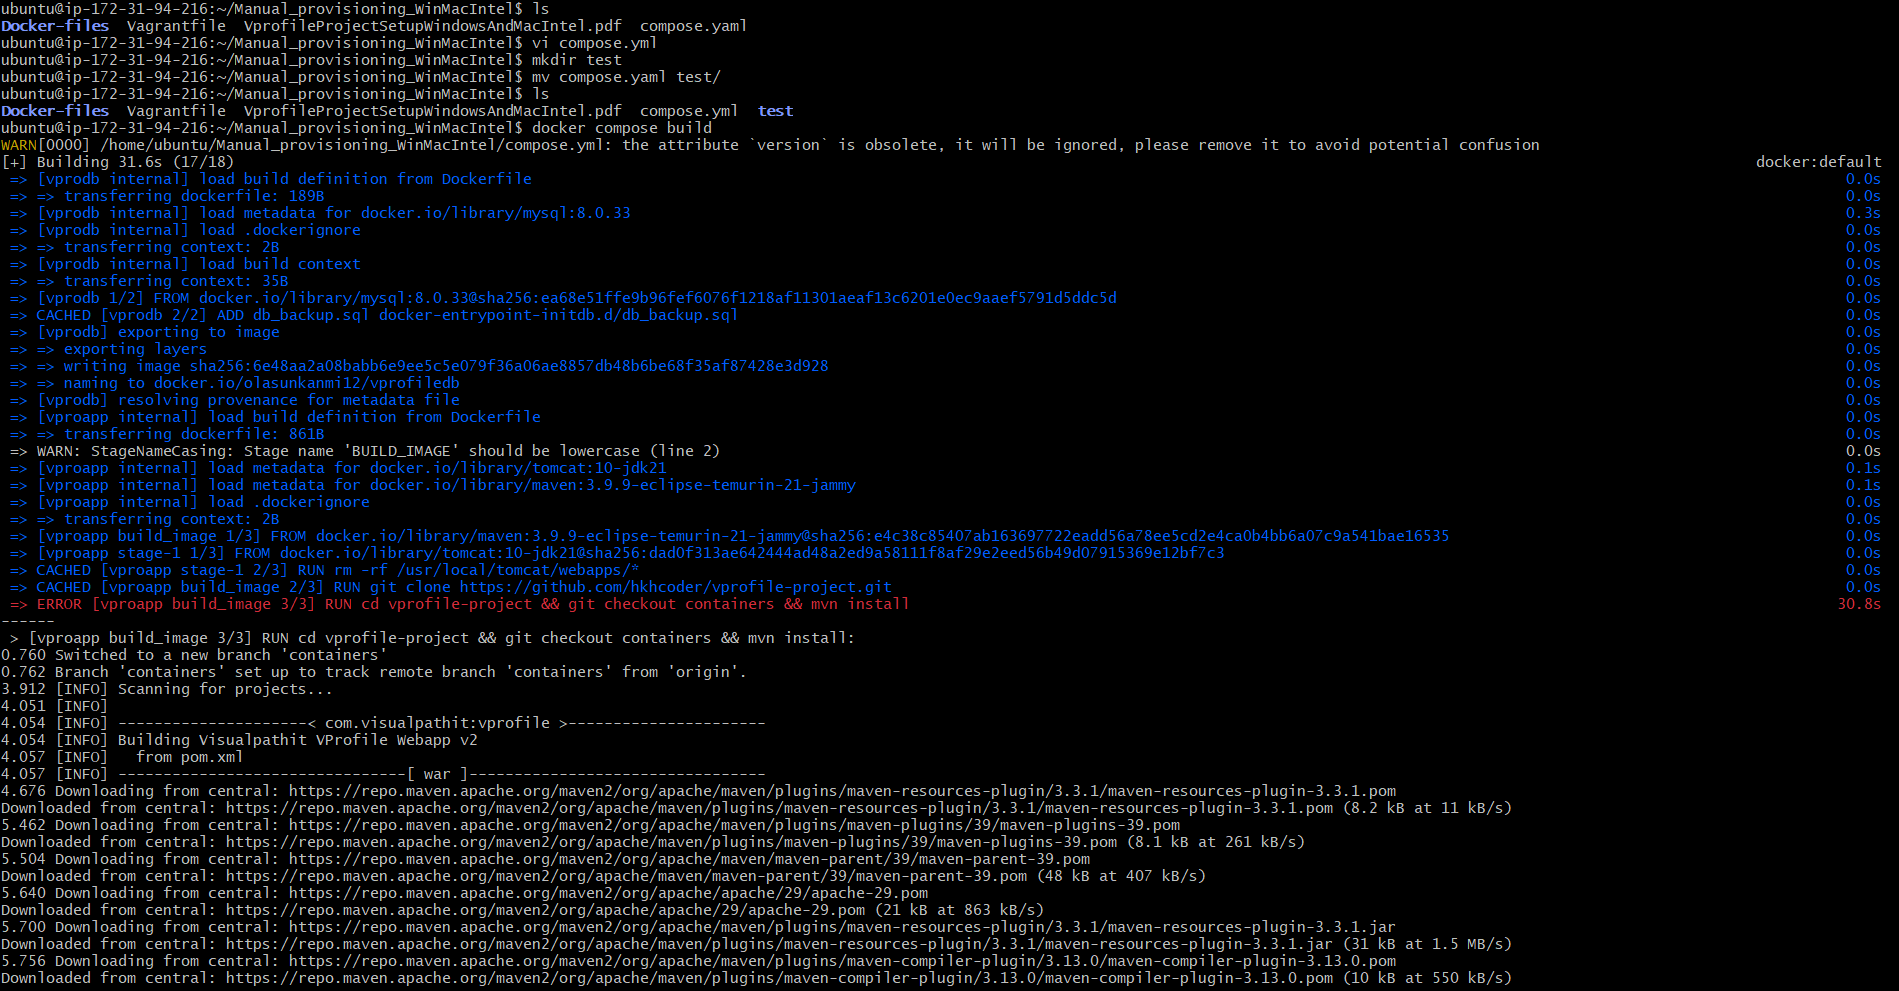 ubuntu@ip-172-31-94-216:~/Manual_provisioning_WinMacIntel$ ls
Docker-files  Vagrantfile  VprofileProjectSetupWindowsAndMacIntel.pdf  compose.yaml
ubuntu@ip-172-31-94-216:~/Manual_provisioning_WinMacIntel$ vi compose.yml
ubuntu@ip-172-31-94-216:~/Manual_provisioning_WinMacIntel$ mkdir test
ubuntu@ip-172-31-94-216:~/Manual_provisioning_WinMacIntel$ mv compose.yaml test/
ubuntu@ip-172-31-94-216:~/Manual_provisioning_WinMacIntel$ ls
Docker-files  Vagrantfile  VprofileProjectSetupWindowsAndMacIntel.pdf  compose.yml  test
ubuntu@ip-172-31-94-216:~/Manual_provisioning_WinMacIntel$ docker compose build
WARN[0000] /home/ubuntu/Manual_provisioning_WinMacIntel/compose.yml: the attribute `version` is obsolete, it will be ignored, please remove it to avoid potential confusion
[+] Building 31.6s (17/18) docker:default
=> [vprodb internal] load build definition from Dockerfile 0.0s
=> => transferring dockerfile: 189B 0.0s
=> [vprodb internal] load metadata for docker.io/library/mysql:8.0.33 0.3s
=> [vprodb internal] load .dockerignore 0.0s
=> => transferring context: 2B 0.0s
=> [vprodb internal] load build context 0.0s
=> => transferring context: 35B 0.0s
=> [vprodb 1/2] FROM docker.io/library/mysql:8.0.33@sha256:ea68e51ffe9b96fef6076f1218af11301aeaf13c6201e0ec9aaef5791d5ddc5d 0.0s
=> CACHED [vprodb 2/2] ADD db_backup.sql docker-entrypoint-initdb.d/db_backup.sql 0.0s
=> [vprodb] exporting to image 0.0s
=> => exporting layers 0.0s
=> => writing image sha256:6e48aa2a08babb6e9ee5c5e079f36a06ae8857db48b6be68f35af87428e3d928 0.0s
=> => naming to docker.io/olasunkanmi12/vprofiledb 0.0s
=> [vprodb] resolving provenance for metadata file 0.0s
=> [vproapp internal] load build definition from Dockerfile 0.0s
=> => transferring dockerfile: 861B 0.0s
=> WARN: StageNameCasing: Stage name 'BUILD_IMAGE' should be lowercase (line 2) 0.0s
=> [vproapp internal] load metadata for docker.io/library/tomcat:10-jdk21 0.1s
=> [vproapp internal] load metadata for docker.io/library/maven:3.9.9-eclipse-temurin-21-jammy 0.1s
=> [vproapp internal] load .dockerignore 0.0s
=> => transferring context: 2B 0.0s
=> [vproapp build_image 1/3] FROM docker.io/library/maven:3.9.9-eclipse-temurin-21-jammy@sha256:e4c38c85407ab163697722eadd56a78ee5cd2e4ca0b4bb6a07c9a541bae16535 0.0s
=> [vproapp stage-1 1/3] FROM docker.io/library/tomcat:10-jdk21@sha256:dad0f313ae642444ad48a2ed9a58111f8af29e2eed56b49d07915369e12bf7c3 0.0s
=> CACHED [vproapp stage-1 2/3] RUN rm -rf /usr/local/tomcat/webapps/* 0.0s
=> CACHED [vproapp build_image 2/3] RUN git clone https://github.com/hkhcoder/vprofile-project.git 0.0s
=> ERROR [vproapp build_image 3/3] RUN cd vprofile-project && git checkout containers && mvn install 30.8s
------
> [vproapp build_image 3/3] RUN cd vprofile-project && git checkout containers && mvn install:
0.760 Switched to a new branch 'containers'
0.762 Branch 'containers' set up to track remote branch 'containers' from 'origin'.
3.912 [INFO] Scanning for projects...
4.051 [INFO]
4.054 [INFO] ---------------------< com.visualpathit:vprofile >----------------------
4.054 [INFO] Building Visualpathit VProfile Webapp v2
4.057 [INFO]   from pom.xml
4.057 [INFO] --------------------------------[ war ]---------------------------------
4.676 Downloading from central: https://repo.maven.apache.org/maven2/org/apache/maven/plugins/maven-resources-plugin/3.3.1/maven-resources-plugin-3.3.1.pom
Downloaded from central: https://repo.maven.apache.org/maven2/org/apache/maven/plugins/maven-resources-plugin/3.3.1/maven-resources-plugin-3.3.1.pom (8.2 kB at 11 kB/s)
5.462 Downloading from central: https://repo.maven.apache.org/maven2/org/apache/maven/plugins/maven-plugins/39/maven-plugins-39.pom
Downloaded from central: https://repo.maven.apache.org/maven2/org/apache/maven/plugins/maven-plugins/39/maven-plugins-39.pom (8.1 kB at 261 kB/s)
5.504 Downloading from central: https://repo.maven.apache.org/maven2/org/apache/maven/maven-parent/39/maven-parent-39.pom
Downloaded from central: https://repo.maven.apache.org/maven2/org/apache/maven/maven-parent/39/maven-parent-39.pom (48 kB at 407 kB/s)
5.640 Downloading from central: https://repo.maven.apache.org/maven2/org/apache/apache/29/apache-29.pom
Downloaded from central: https://repo.maven.apache.org/maven2/org/apache/apache/29/apache-29.pom (21 kB at 863 kB/s)
5.700 Downloading from central: https://repo.maven.apache.org/maven2/org/apache/maven/plugins/maven-resources-plugin/3.3.1/maven-resources-plugin-3.3.1.jar
Downloaded from central: https://repo.maven.apache.org/maven2/org/apache/maven/plugins/maven-resources-plugin/3.3.1/maven-resources-plugin-3.3.1.jar (31 kB at 1.5 MB/s)
5.756 Downloading from central: https://repo.maven.apache.org/maven2/org/apache/maven/plugins/maven-compiler-plugin/3.13.0/maven-compiler-plugin-3.13.0.pom
Downloaded from central: https://repo.maven.apache.org/maven2/org/apache/maven/plugins/maven-compiler-plugin/3.13.0/maven-compiler-plugin-3.13.0.pom (10 kB at 550 kB/s)